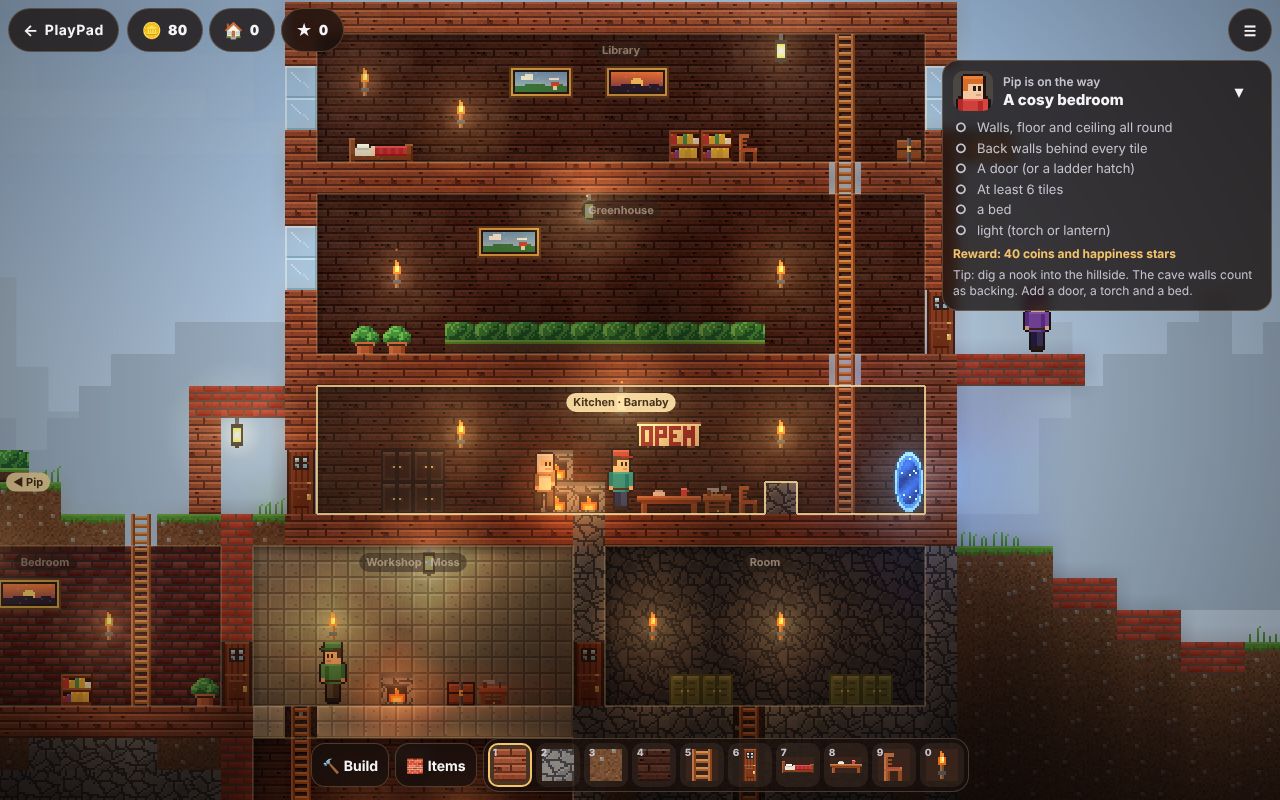 ← PlayPad
80
0
★ 0
Library
Pip is on the way
A cosy bedroom
Walls, floor and ceiling all round
Back walls behind every tile
A door (or a ladder hatch)
At least 6 tiles
a bed
light (torch or lantern)
Reward: 40 coins and happiness stars
Tip: dig a nook into the hillside. The cave walls count
as backing. Add a door, a torch and a bed.
Greenhouse
Kitchen · Barnaby
OPEN
◀ Pip
Bedroom
Workshop · Moss
Room
Build
Items
1
2
3
4
5
6
7
8
9
0